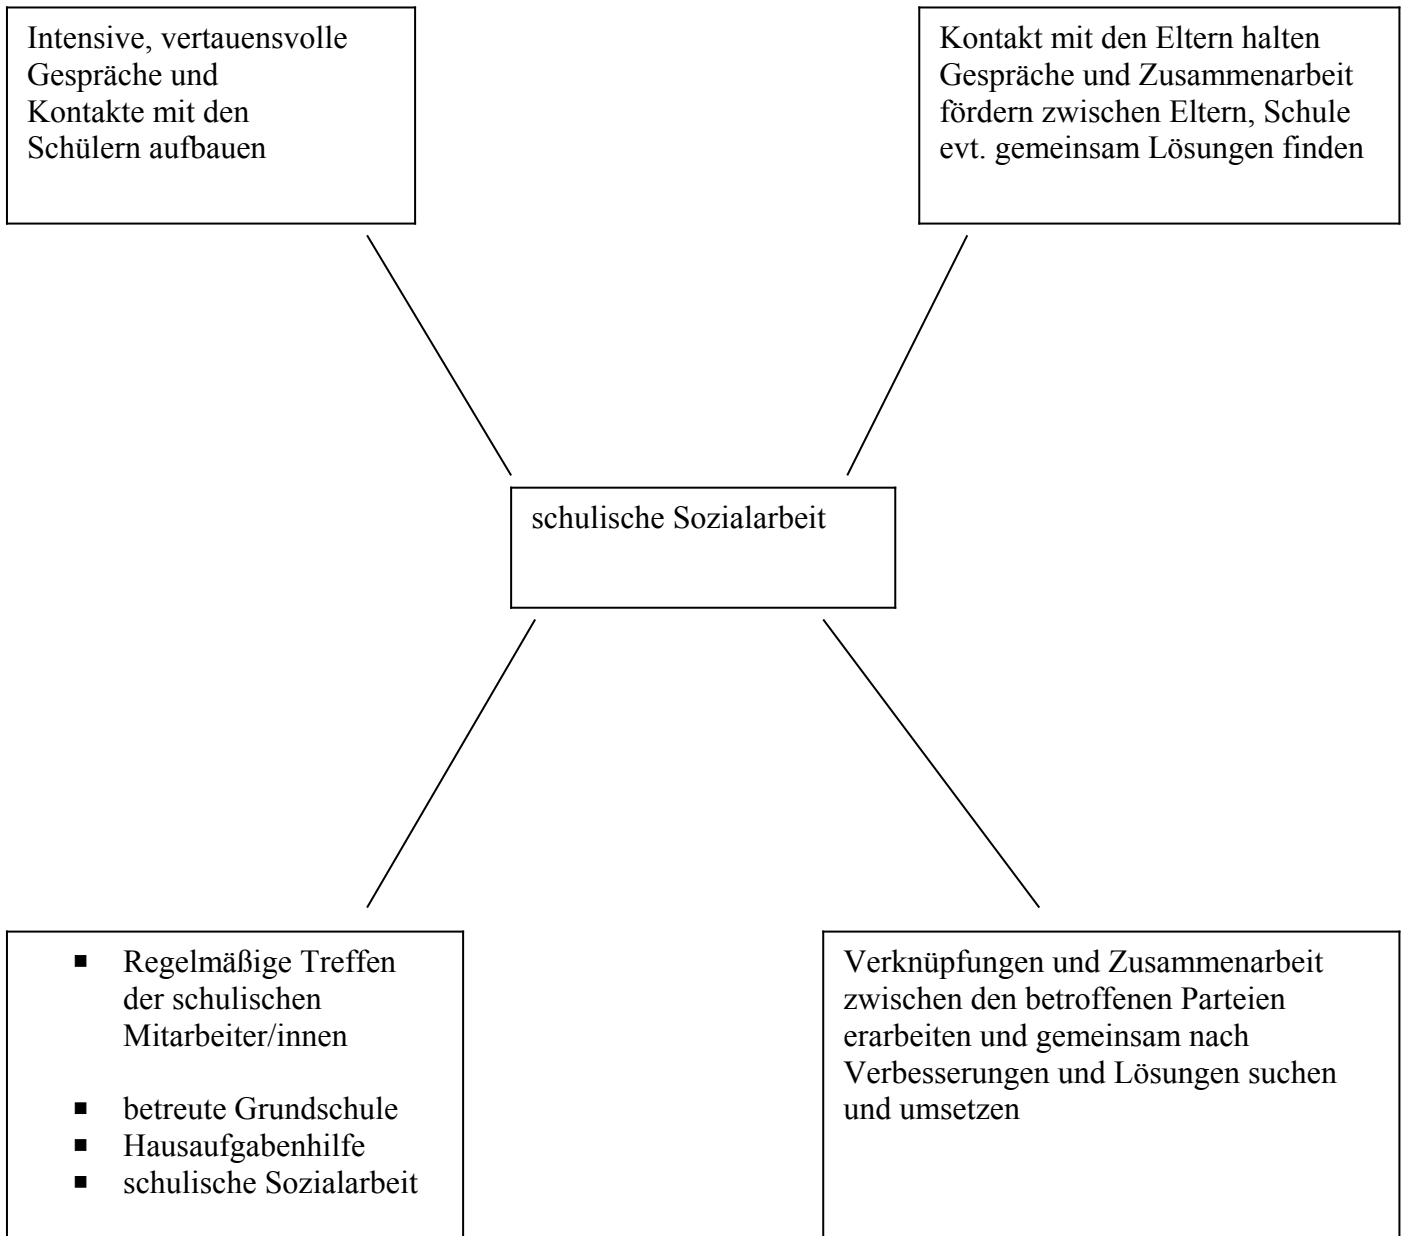 Intensive, vertauensvolle
Gespräche und
Kontakte mit den
Schülern aufbauen
Kontakt mit den Eltern halten
Gespräche und Zusammenarbeit
fördern zwischen Eltern, Schule
evt. gemeinsam Lösungen finden
schulische Sozialarbeit
▪ Regelmäßige Treffen
der schulischen
Mitarbeiter/innen
▪ betreute Grundschule
▪ Hausaufgabenhilfe
▪ schulische Sozialarbeit
Verknüpfungen und Zusammenarbeit
zwischen den betroffenen Parteien
erarbeiten und gemeinsam nach
Verbesserungen und Lösungen suchen
und umsetzen